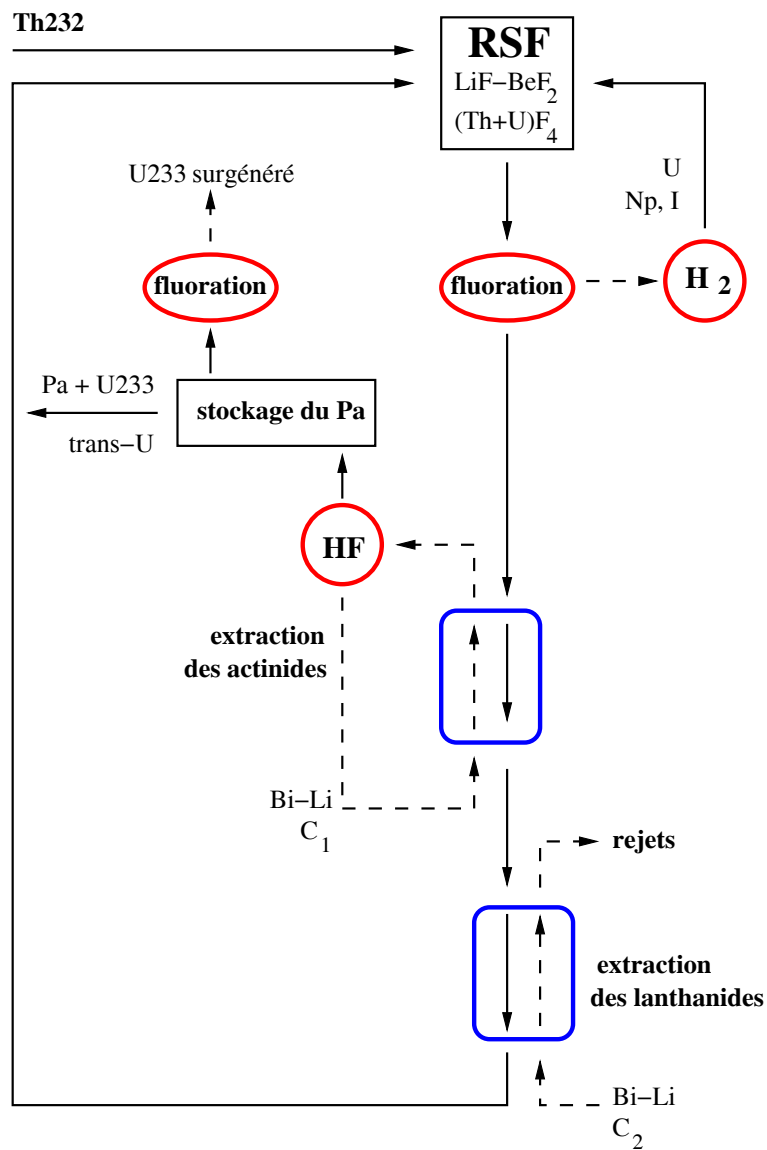 Th232
RSF
LiF−BeF2
(Th+U)F4
U233 surgénéré
U
Np, I
fluoration
fluoration
H 2
Pa + U233
stockage du Pa
trans−U
HF
extraction
des actinides
Bi−Li
C1
rejets
extraction
des lanthanides
Bi−Li
C2